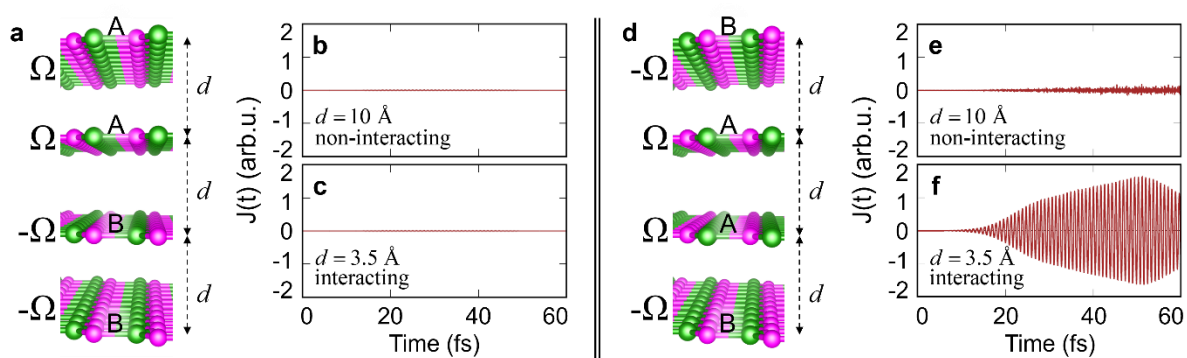 a
A
Ω
d
Ω
A
d
-Ω
B
d
-Ω
B
b
2
1
0
-1
-2
d = 10 Å
non-interacting
c
2
1
0
-1
-2
d = 3.5 Å
interacting
0 20 40 60
Time (fs)
J(t) (arb.u.)
d
B
-Ω
d
Ω
A
d
Ω
A
d
-Ω
B
e
2
1
0
-1
-2
d = 10 Å
non-interacting
f
2
1
0
-1
-2
d = 3.5 Å
interacting
0 20 40 60
Time (fs)
J(t) (arb.u.)